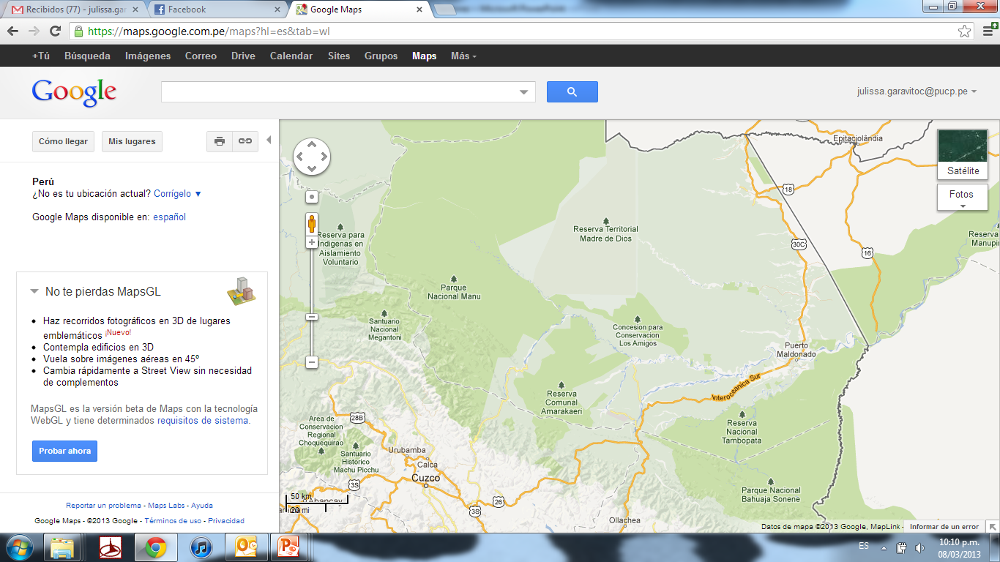 Recibidos (77) - julissa.gar
Facebook
Google Maps
https://maps.google.com.pe/maps?hl=es&tab=wl
+Tú Búsqueda Imágenes Correo Drive Calendar Sites Grupos Maps Más
Google
julissa.garavitoc@pucp.pe
Cómo llegar
Mis lugares
Perú
¿No es tu ubicación actual? Corrígelo
Google Maps disponible en: español
No te pierdas MapsGL
Haz recorridos fotográficos en 3D de lugares
emblemáticos ¡Nuevo!
Contempla edificios en 3D
Vuela sobre imágenes aéreas en 45º
Cambia rápidamente a Street View sin necesidad
de complementos
MapsGL es la versión beta de Maps con la tecnología
WebGL y tiene determinados requisitos de sistema.
Probar ahora
Reportar un problema - Maps Labs - Ayuda
Google Maps - ©2013 Google - Términos de uso - Privacidad
Epitaciolândia
Satélite
Fotos
18
30C
16
Reserva
Manupir
Reserva Territorial
Madre de Dios
Reserva para
Indigenas en
Aislamiento
Voluntario
Parque
Nacional Manu
Santuario
Nacional
Megantoni
Concesion para
Conservacion
Los Amigos
Puerto
Maldonado
Interoceanica Sur
Reserva
Comunal
Amarakaeri
Reserva
Nacional
Tambopata
28B
Area de
Conservacion
Regional
Choquequirao
Santuario
Historico
Machu Picchu
Urubamba
Calca
Cuzco
3S
3S
26
Parque Nacional
Bahuaja Sonene
Ollachea
Abancay
50 km
20 mi
Datos de mapa ©2013 Google, MapLink -
Informar de un error
ES
10:10 p.m.
08/03/2013